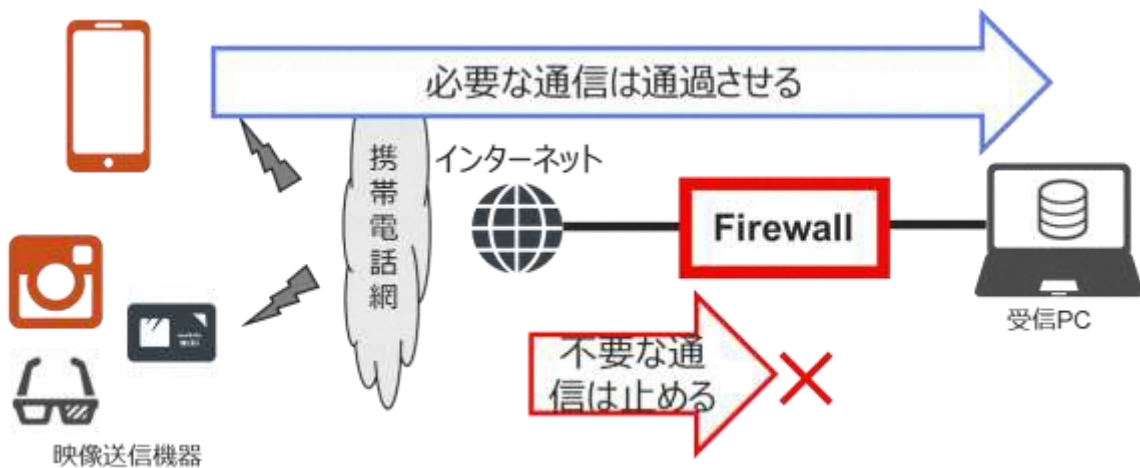 必要な通信は通過させる
携帯電話網
インターネット
Firewall
受信PC
不要な通
信は止める
映像送信機器